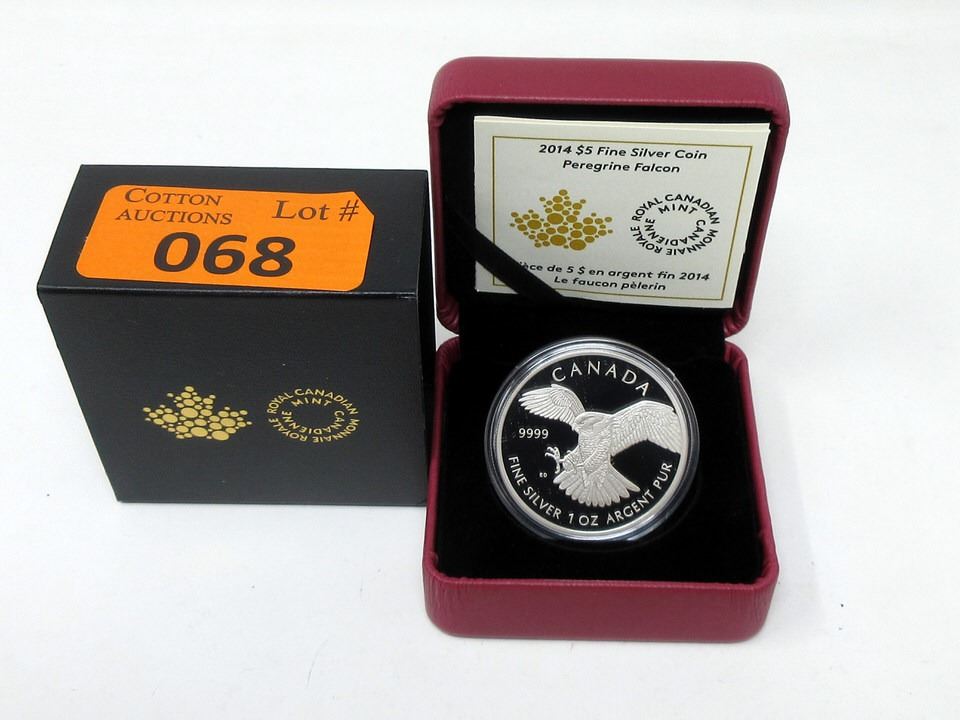 COTTON
AUCTIONS
Lot #
068
ROYAL CANADIAN MINT
MONNAIE ROYALE CANADIENNE
2014 $5 Fine Silver Coin
Peregrine Falcon
ROYAL CANADIAN MINT
MONNAIE ROYALE CANADIENNE
ièce de 5 $ en argent fin 2014
Le faucon pèlerin
CANADA
9999
FINE SILVER 1 OZ ARGENT PUR